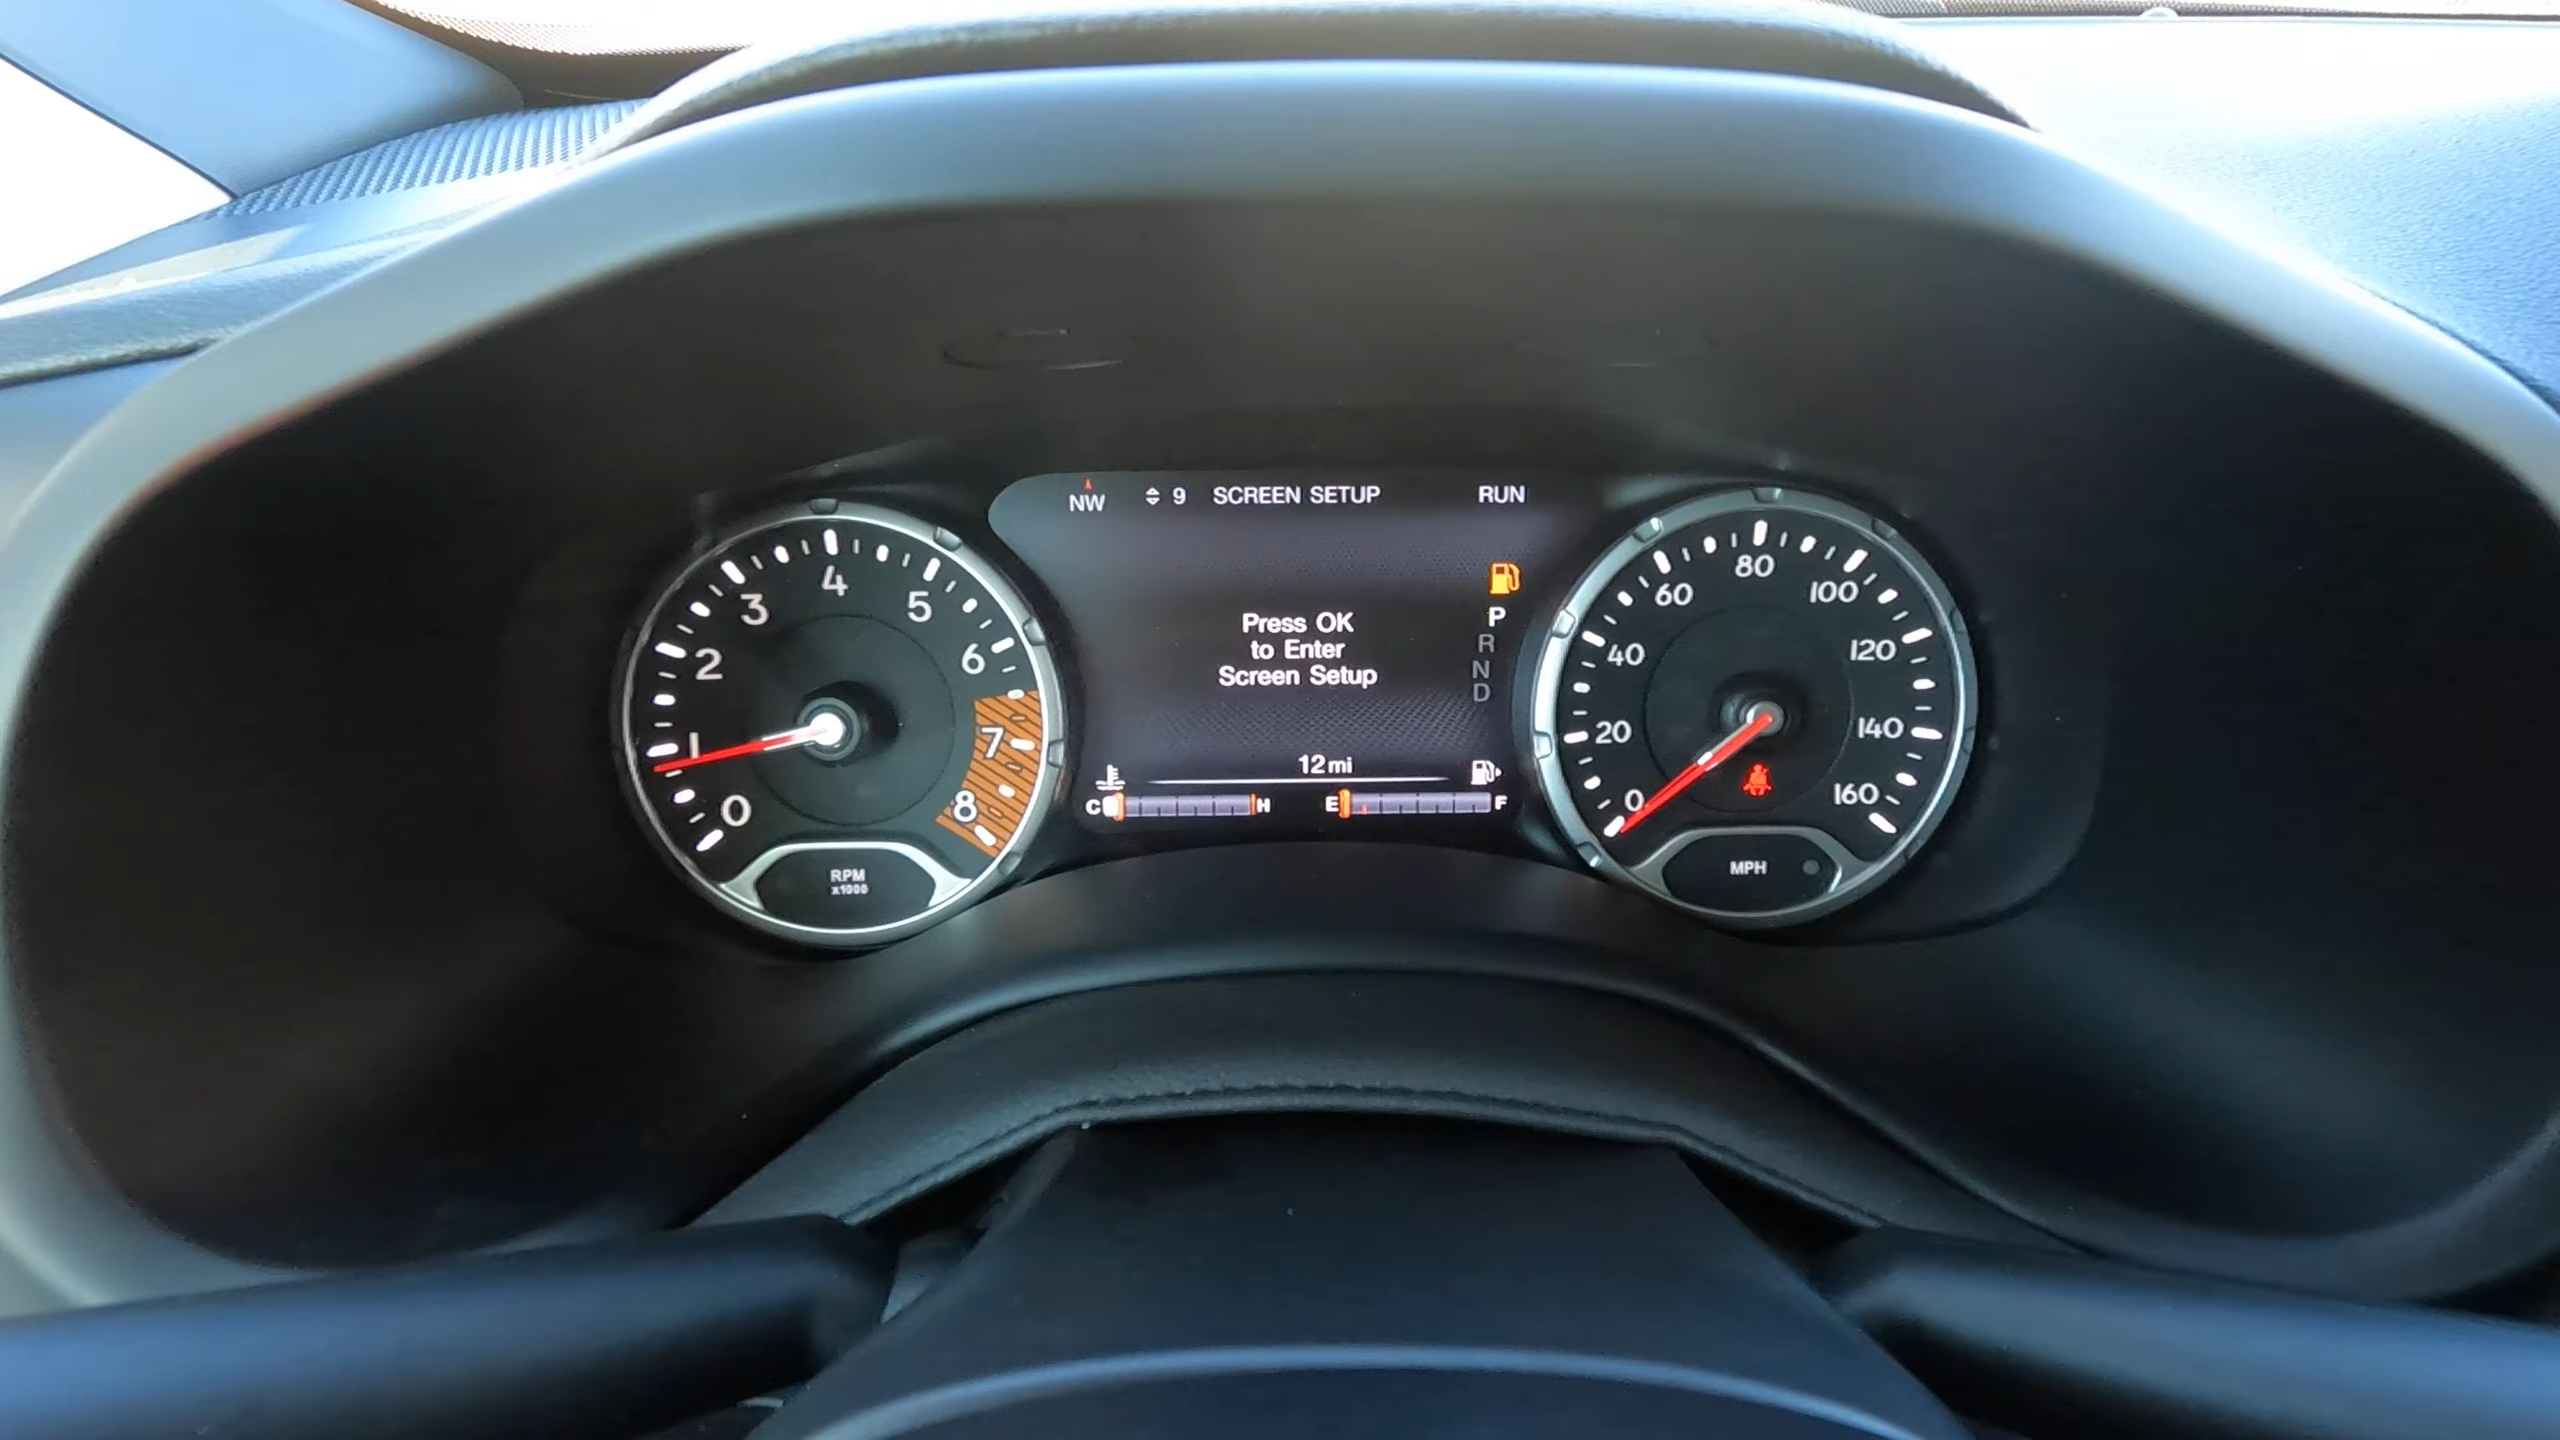 NW 9 SCREEN SETUP RUN
Press OK
to Enter
Screen Setup
P
R
N
D
12 mi
C H E F
0 1 2 3 4 5 6 7 8
RPM
x1000
0 20 40 60 80 100 120 140 160
MPH